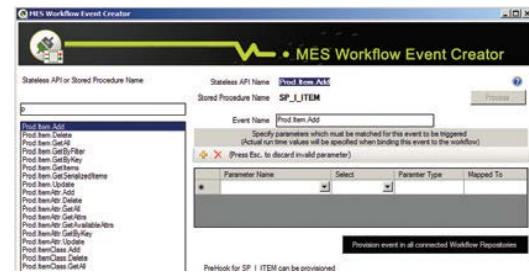 MES Workflow Event Creator
MES Workflow Event Creator
Stateless API or Stored Procedure Name
p
Prod.Item.Add
Prod.Item.Delete
Prod.Item.GetAll
Prod.Item.GetByFilter
Prod.Item.GetByKey
Prod.Item.GetItems
Prod.Item.GetSerializedItems
Prod.Item.Update
Prod.ItemAttr.Add
Prod.ItemAttr.Delete
Prod.ItemAttr.GetAll
Prod.ItemAttr.GetAttrs
Prod.ItemAttr.GetAvailableAttrs
Prod.ItemAttr.GetByKey
Prod.ItemAttr.Update
Prod.ItemClass.Add
Prod.ItemClass.Delete
Prod.ItemClass.GetAll
Stateless API Name Prod.Item.Add
Stored Procedure Name SP_I_ITEM
Process
Event Name Prod.Item.Add
Specify parameters which must be matched for this event to be triggered
(Actual run time values will be specified when binding this event to the workflow)
(Press Esc. to discard invalid parameter)
Parameter Name Select Paramter Type Mapped To
Provision event in all connected Workflow Repositories
PreHook for SP_I_ITEM can be provisioned